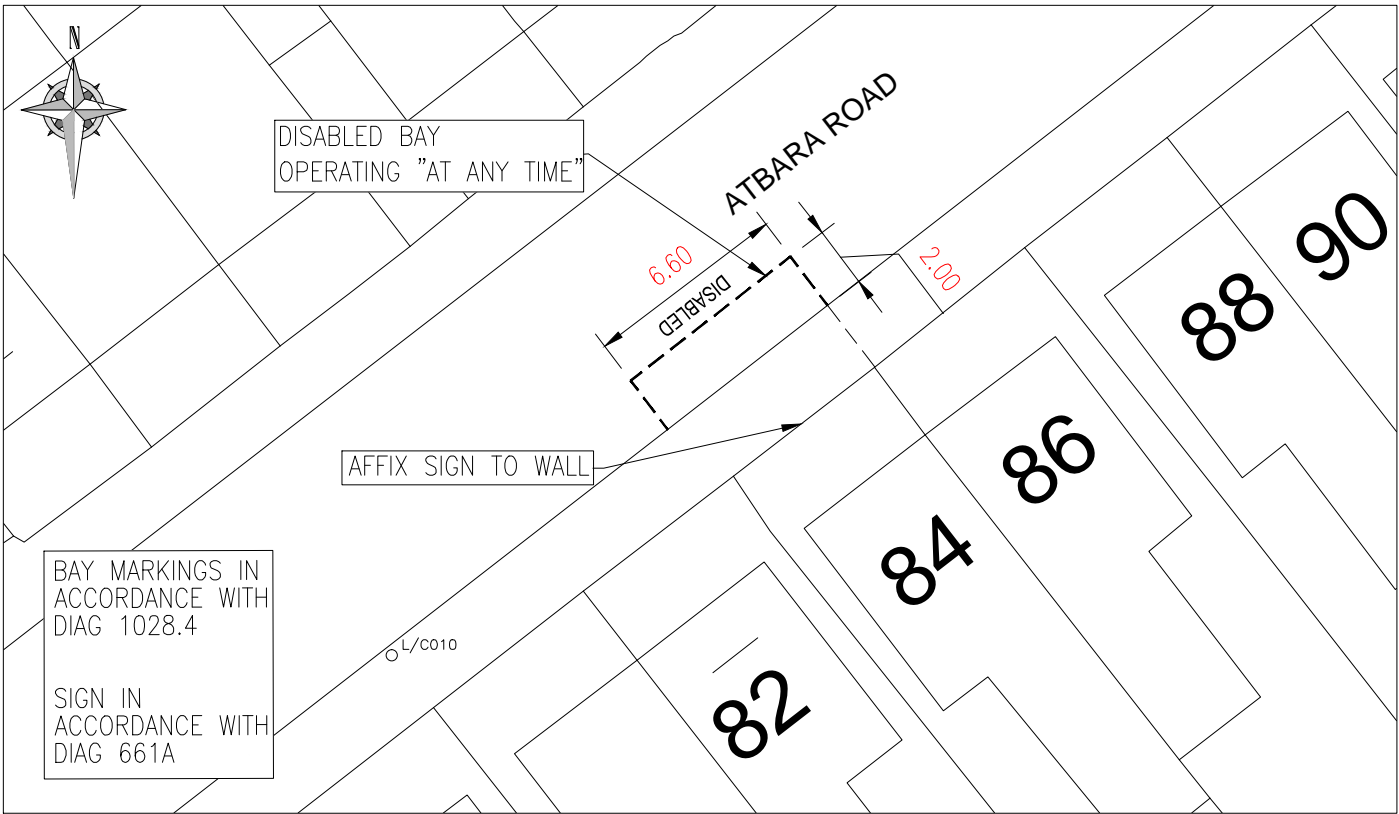 N
DISABLED BAY
OPERATING "AT ANY TIME"
ATBARA ROAD
6.60
2.00
DISABLED
90
88
86
84
82
AFFIX SIGN TO WALL
BAY MARKINGS IN
ACCORDANCE WITH
DIAG 1028.4
SIGN IN
ACCORDANCE WITH
DIAG 661A
L/C010